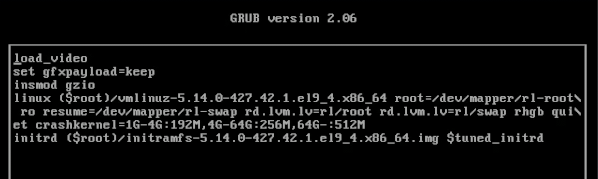 GRUB version 2.06
load_video
set gfxpayload=keep
insmod gzio
linux ($root)/vmlinuz-5.14.0-427.42.1.el9_4.x86_64 root=/dev/mapper/rl-root\
ro resume=/dev/mapper/rl-swap rd.lvm.lv=rl/root rd.lvm.lv=rl/swap rhgb qui\
et crashkernel=1G-4G:192M,4G-64G:256M,64G-:512M
initrd ($root)/initramfs-5.14.0-427.42.1.el9_4.x86_64.img $tuned_initrd